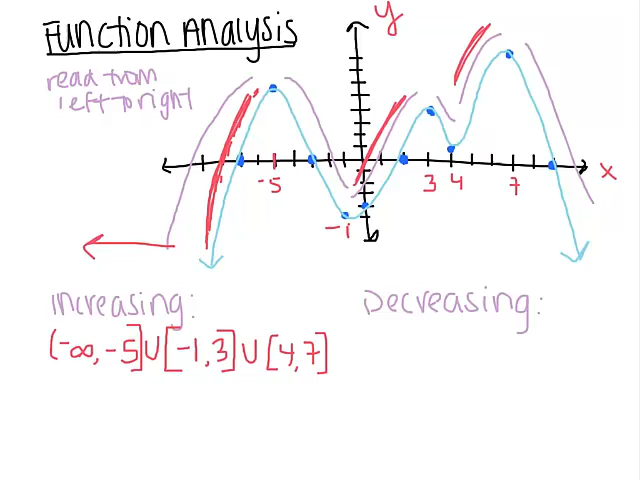 Function Analysis
read from
left to right
y
x
-5
-1
3
4
7
Increasing:
Decreasing:
(-∞, -5]∪[-1,3]∪[4,7]